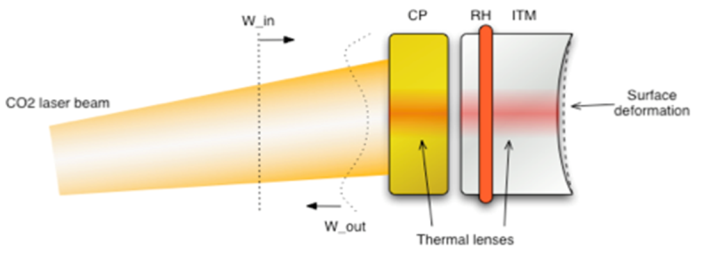 CP RH ITM
W_in
CO2 laser beam
Surface
deformation
W_out
Thermal lenses